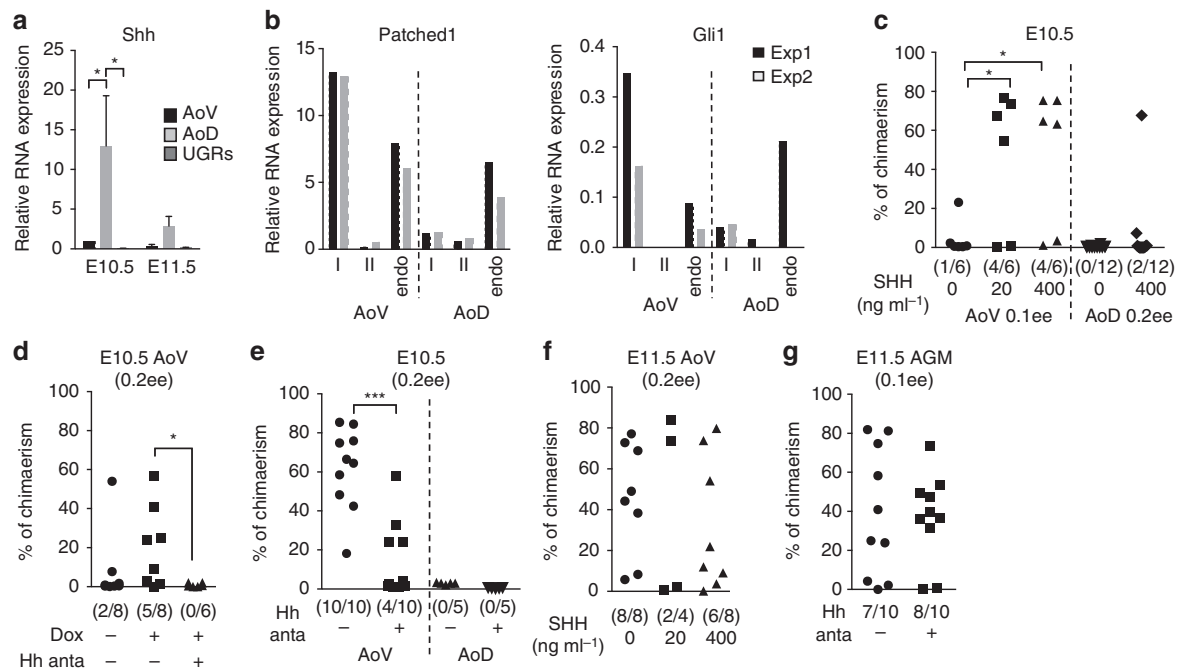 a
Shh
Relative RNA expression
25
20
15
10
5
0
*
*
AoV
AoD
UGRs
E10.5 E11.5
b
Patched1
Relative RNA expression
15
10
5
0
I II endo I II endo
AoV AoD
Gli1
Relative RNA expression
0.4
0.3
0.2
0.1
0.0
Exp1
Exp2
I II endo I II endo
AoV AoD
c
E10.5
% of chimaerism
100
80
60
40
20
0
*
*
(1/6) (4/6) (4/6) (0/12) (2/12)
SHH 0 20 400 0 400
(ng ml–1)
AoV 0.1ee AoD 0.2ee
d
E10.5 AoV
(0.2ee)
% of chimaerism
100
80
60
40
20
0
*
(2/8) (5/8) (0/6)
Dox – + +
Hh anta – – +
e
E10.5
(0.2ee)
% of chimaerism
100
80
60
40
20
0
***
Hh (10/10) (4/10) (0/5) (0/5)
anta – + – +
AoV AoD
f
E11.5 AoV
(0.2ee)
% of chimaerism
100
80
60
40
20
0
(8/8) (2/4) (6/8)
SHH 0 20 400
(ng ml–1)
g
E11.5 AGM
(0.1ee)
% of chimaerism
100
80
60
40
20
0
Hh 7/10 8/10
anta – +